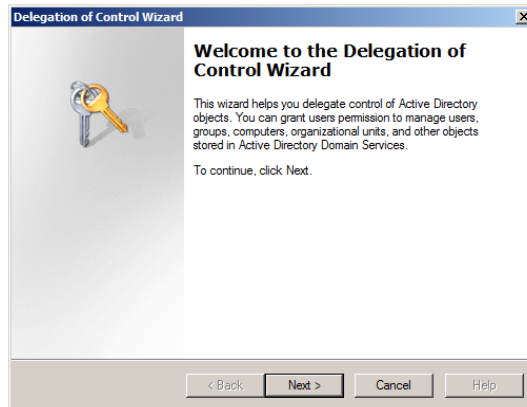 Delegation of Control Wizard
Welcome to the Delegation of
Control Wizard
This wizard helps you delegate control of Active Directory
objects. You can grant users permission to manage users,
groups, computers, organizational units, and other objects
stored in Active Directory Domain Services.
To continue, click Next.
< Back
Next >
Cancel
Help